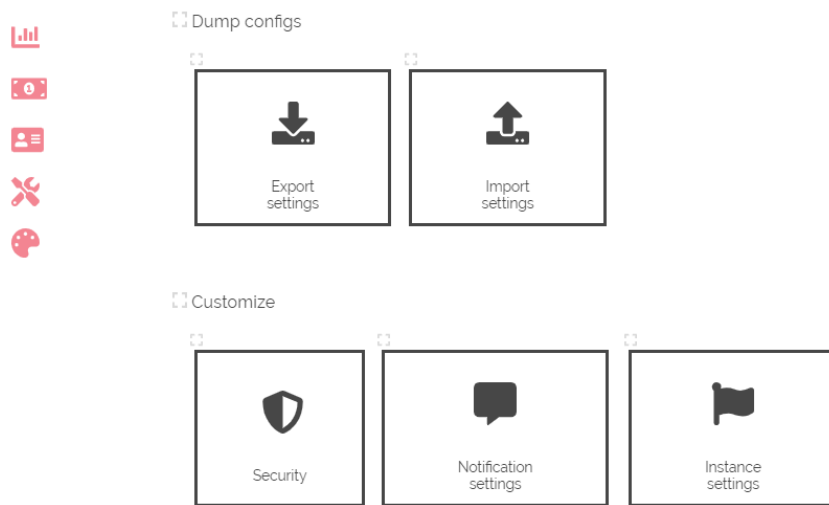 Dump configs
Export
settings
Import
settings
Customize
Security
Notification
settings
Instance
settings